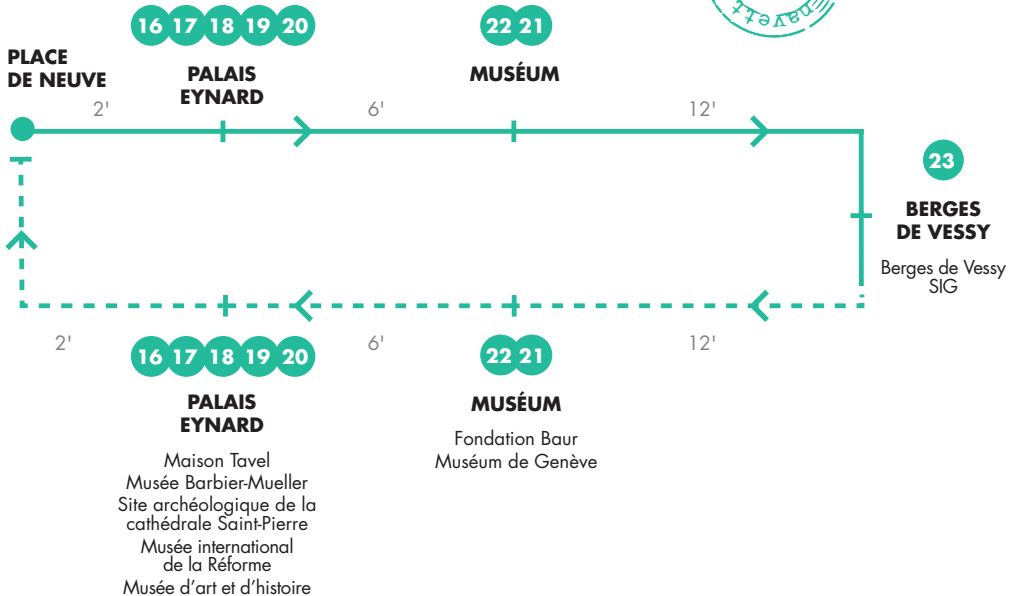 navett
16 17 18 19 20
22 21
PLACE
DE NEUVE
PALAIS
EYNARD
MUSÉUM
2'
6'
12'
23
BERGES
DE VESSY
Berges de Vessy
SIG
2'
16 17 18 19 20
6'
22 21
12'
PALAIS
EYNARD
MUSÉUM
Maison Tavel
Musée Barbier-Mueller
Site archéologique de la
cathédrale Saint-Pierre
Musée international
de la Réforme
Musée d'art et d'histoire
Fondation Baur
Muséum de Genève